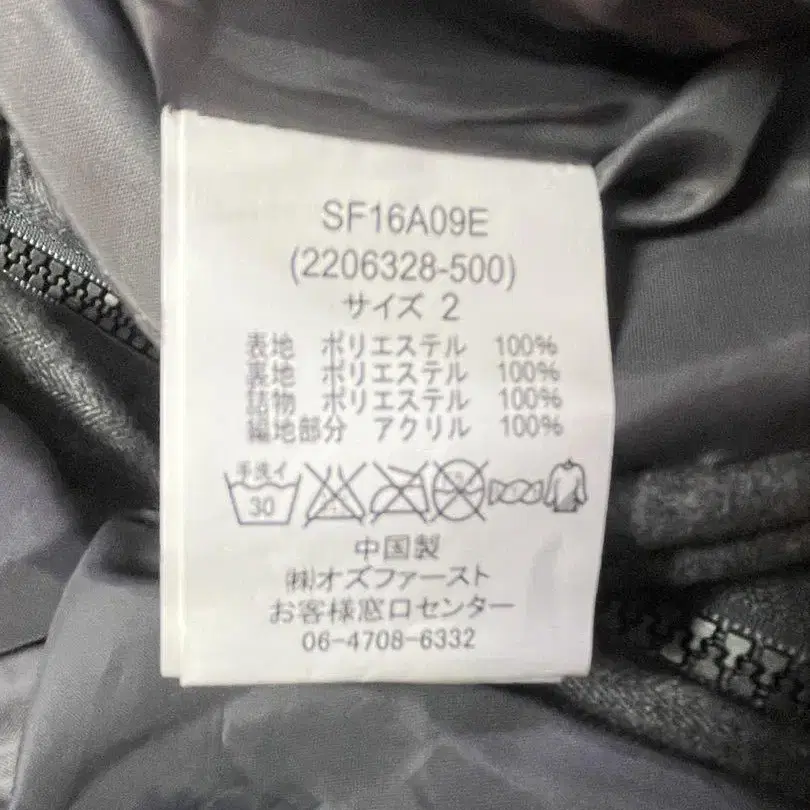 SF16A09E
(2206328-500)
サイズ 2
表地 ポリエステル 100%
裏地 ポリエステル 100%
詰物 ポリエステル 100%
編地部分 アクリル 100%
手洗イ
30
中国製
㈱オズファースト
お客様窓口センター
06-4708-6332